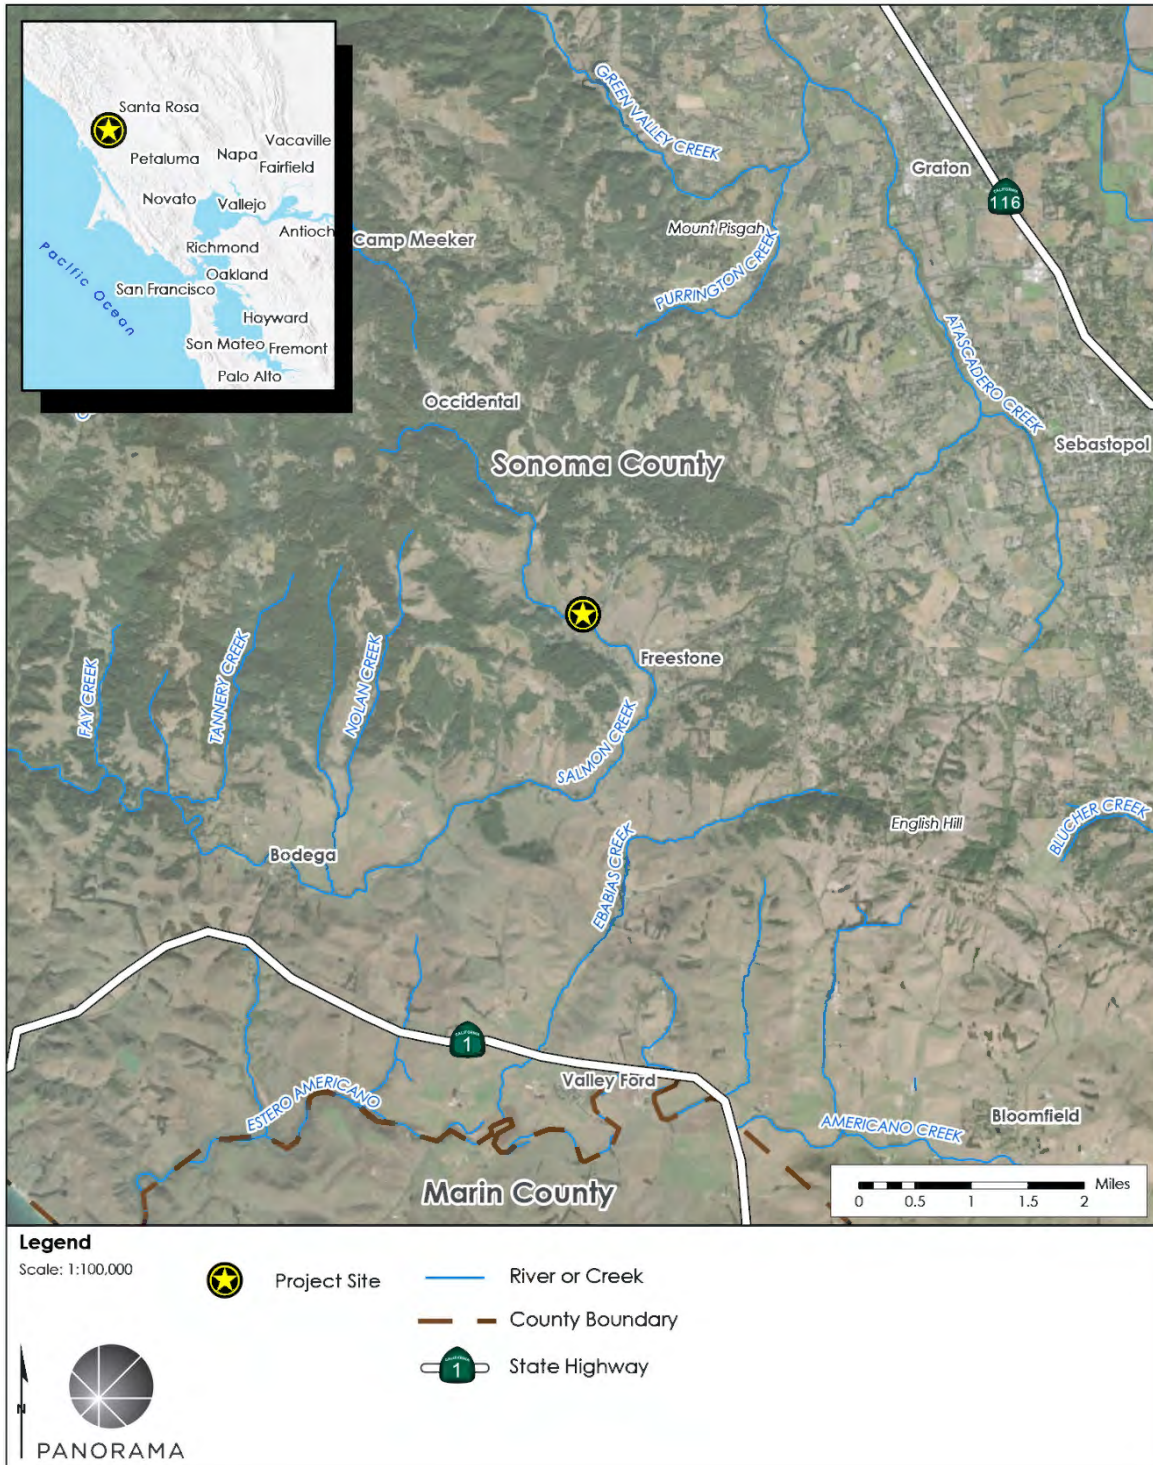 Santa Rosa
Vacaville
Napa
Petaluma
Fairfield
Novato
Vallejo
Antioch
Richmond
Pacific Ocean
Oakland
San Francisco
Hayward
San Mateo
Fremont
Palo Alto
GREEN VALLEY CREEK
Graton
CALIFORNIA
116
Mount Pisgah
Camp Meeker
PURRINGTON CREEK
ATASCADERO CREEK
Occidental
Sebastopol
Sonoma County
Freestone
FAY CREEK
TANNERY CREEK
NOLAN CREEK
SALMON CREEK
English Hill
BLUCHER CREEK
Bodega
EBABIAS CREEK
CALIFORNIA
1
Valley Ford
ESTERO AMERICANO
AMERICANO CREEK
Bloomfield
Marin County
Miles
0 0.5 1 1.5 2
Legend
Scale: 1:100,000
Project Site
River or Creek
County Boundary
CALIFORNIA
1
State Highway
N
PANORAMA